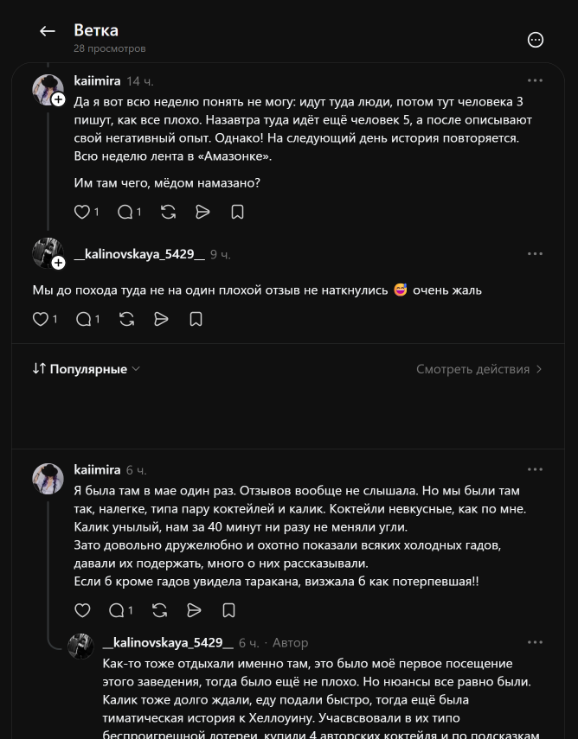 Ветка
28 просмотров
kaiimira 14 ч.
Да я вот всю неделю понять не могу: идут туда люди, потом тут человека 3
пишут, как все плохо. Назавтра туда идёт ещё человек 5, а после описывают
свой негативный опыт. Однако! На следующий день история повторяется.
Всю неделю лента в «Амазонке».
Им там чего, мёдом намазано?
1 1
__kalinovskaya_5429__ 9 ч.
Мы до похода туда не на один плохой отзыв не наткнулись 😅 очень жаль
1 1
Популярные
Смотреть действия
kaiimira 6 ч.
Я была там в мае один раз. Отзывов вообще не слышала. Но мы были там
так, налегке, типа пару коктейлей и калик. Коктейли невкусные, как по мне.
Калик унылый, нам за 40 минут ни разу не меняли угли.
Зато довольно дружелюбно и охотно показали всяких холодных гадов,
давали их подержать, много о них рассказывали.
Если б кроме гадов увидела таракана, визжала б как потерпевшая!!
1
__kalinovskaya_5429__ 6 ч. · Автор
Как-то тоже отдыхали именно там, это было моё первое посещение
этого заведения, тогда было ещё не плохо. Но нюансы все равно были.
Калик тоже долго ждали, еду подали быстро, тогда ещё была
тиматическая история к Хеллоуину. Учасвсвовали в их типо
беспроигрешной лотереи, купили 4 авторских коктейля и по подсказкам